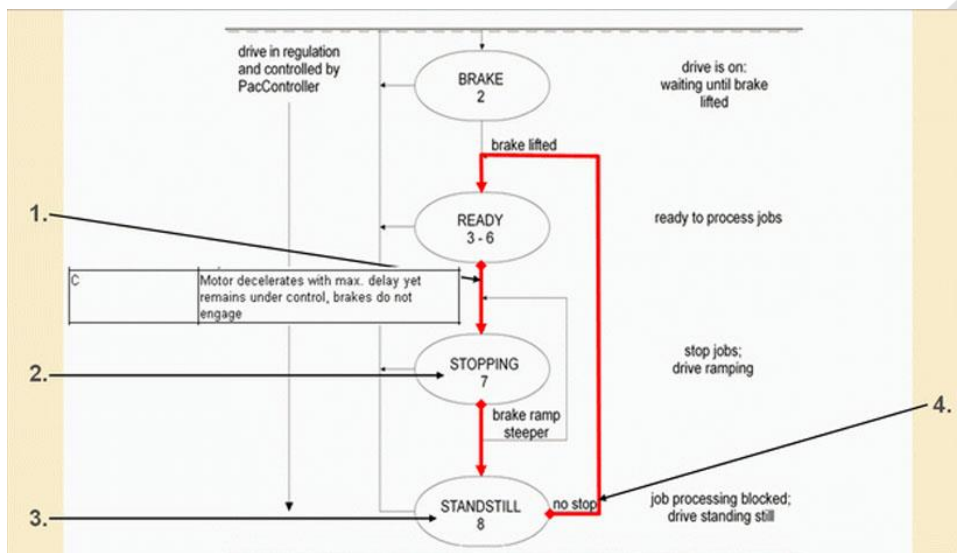 drive in regulation
and controlled by
PacController
BRAKE
2
drive is on:
waiting until brake
lifted
brake lifted
1.
READY
3 - 6
ready to process jobs
C
Motor decelerates with max. delay yet
remains under control, brakes do not
engage
2.
STOPPING
7
stop jobs;
drive ramping
brake ramp
steeper
4.
3.
STANDSTILL
8
no stop
job processing blocked;
drive standing still